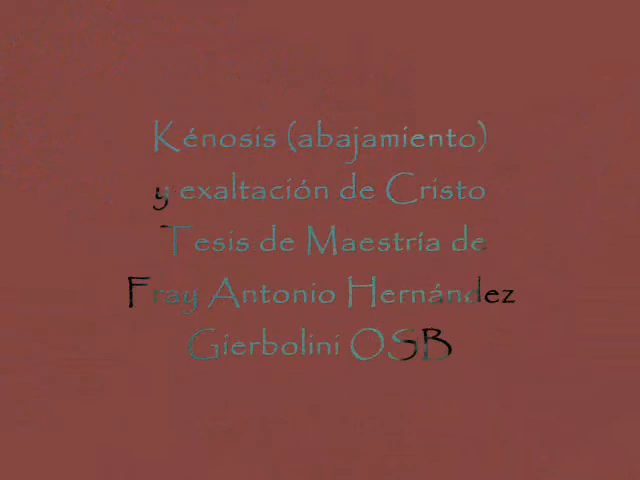 Kénosis (abajamiento)
y exaltación de Cristo
Tesis de Maestría de
Fray Antonio Hernández
Gierbolini OSB